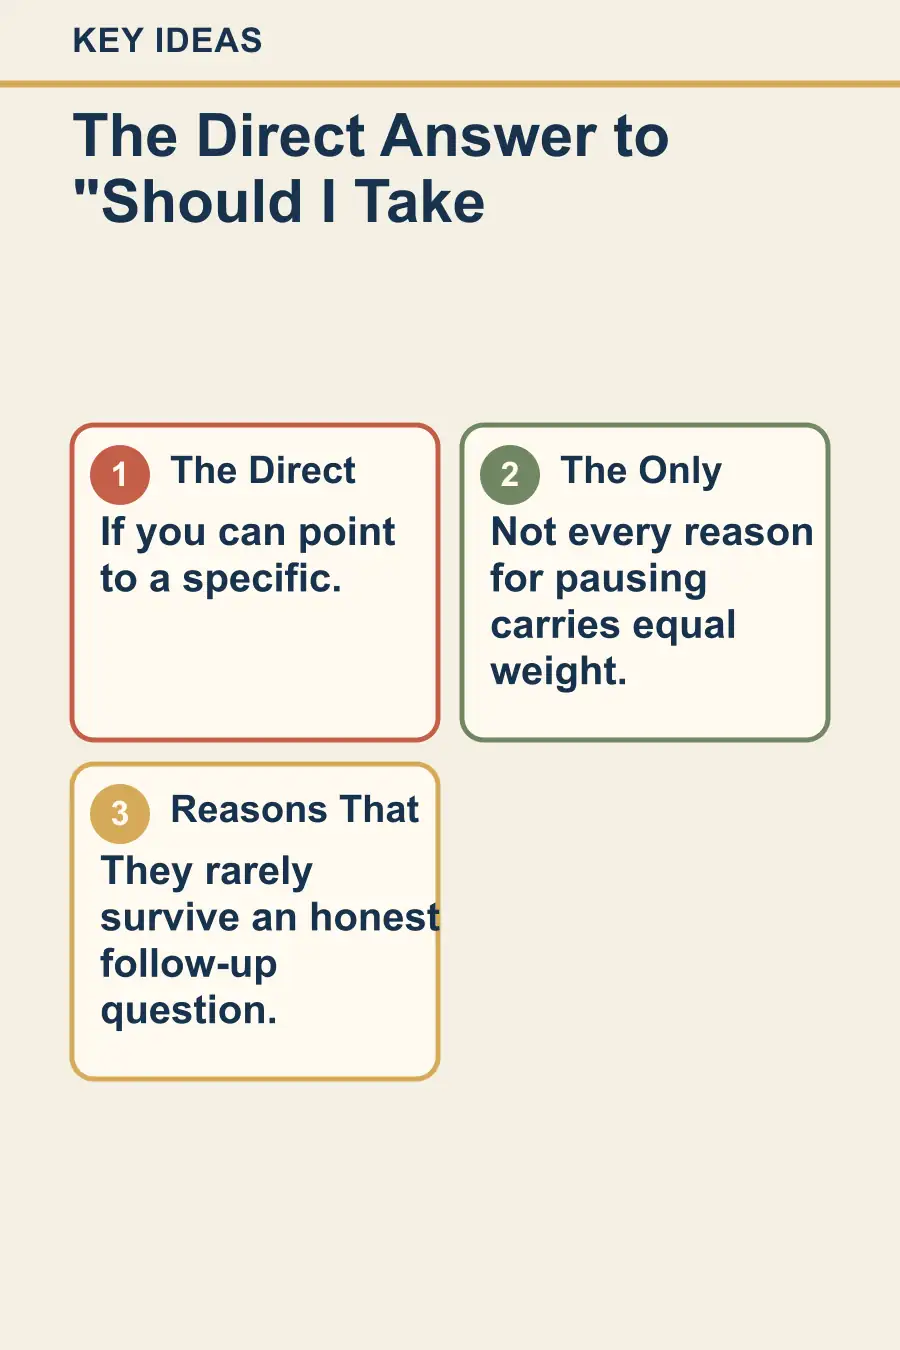 KEY IDEAS
The Direct Answer to
"Should I Take
1
The Direct
If you can point
to a specific.
2
The Only
Not every reason
for pausing
carries equal
weight.
3
Reasons That
They rarely
survive an honest
follow-up
question.